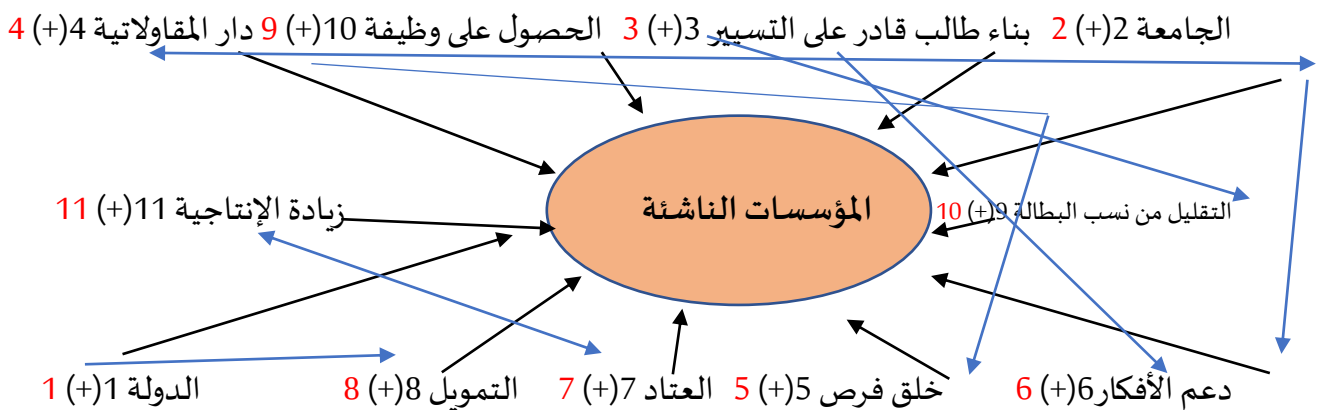 الجامعة 2(+) 2 بناء طالب قادر على التسيير 3(+) 3 الحصول على وظيفة 10(+) 9 دار المقاولاتية 4(+) 4
المؤسسات الناشئة
التقليل من نسب البطالة 9(+) 10
زيادة الإنتاجية 11(+) 11
دعم الأفكار 6(+) 6 خلق فرص 5(+) 5 العتاد 7(+) 7 التمويل 8(+) 8 الدولة 1(+) 1